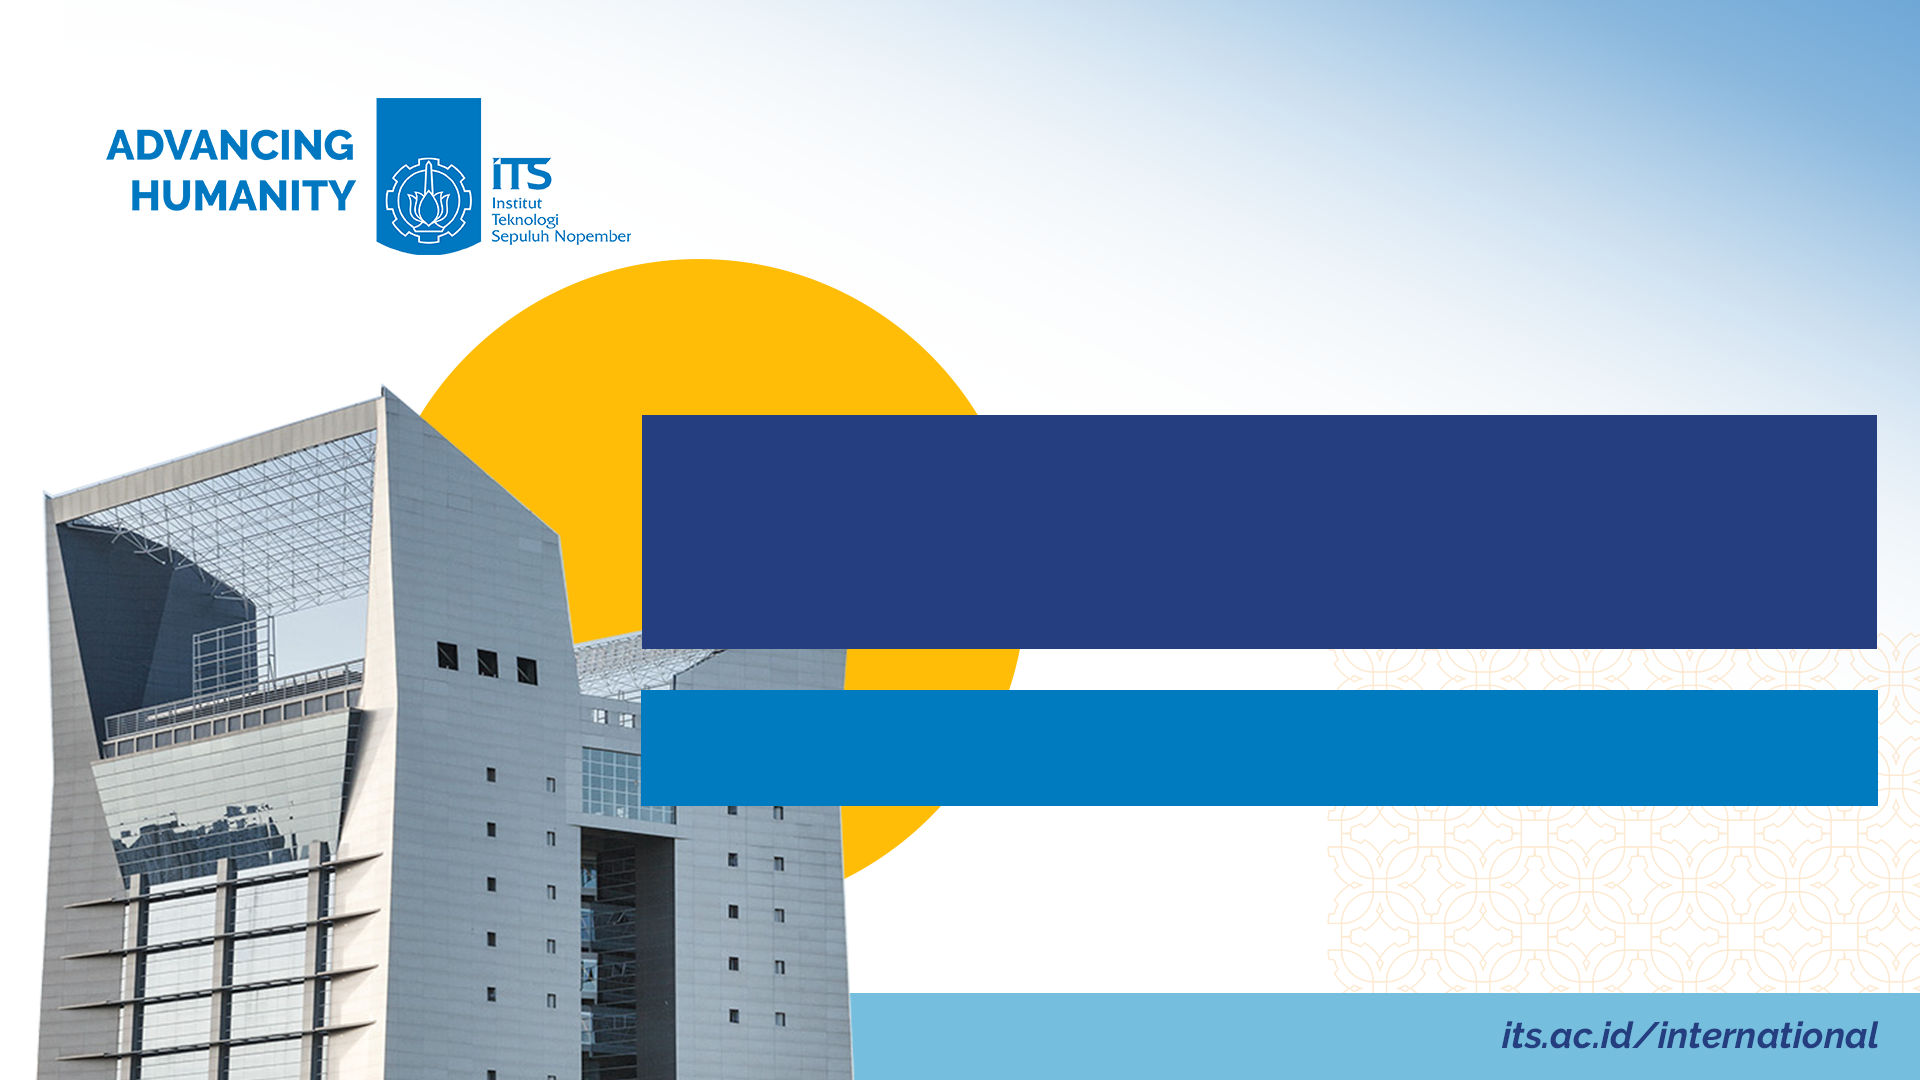 ADVANCING
HUMANITY
iTS
Institut
Teknologi
Sepuluh Nopember
its.ac.id/international